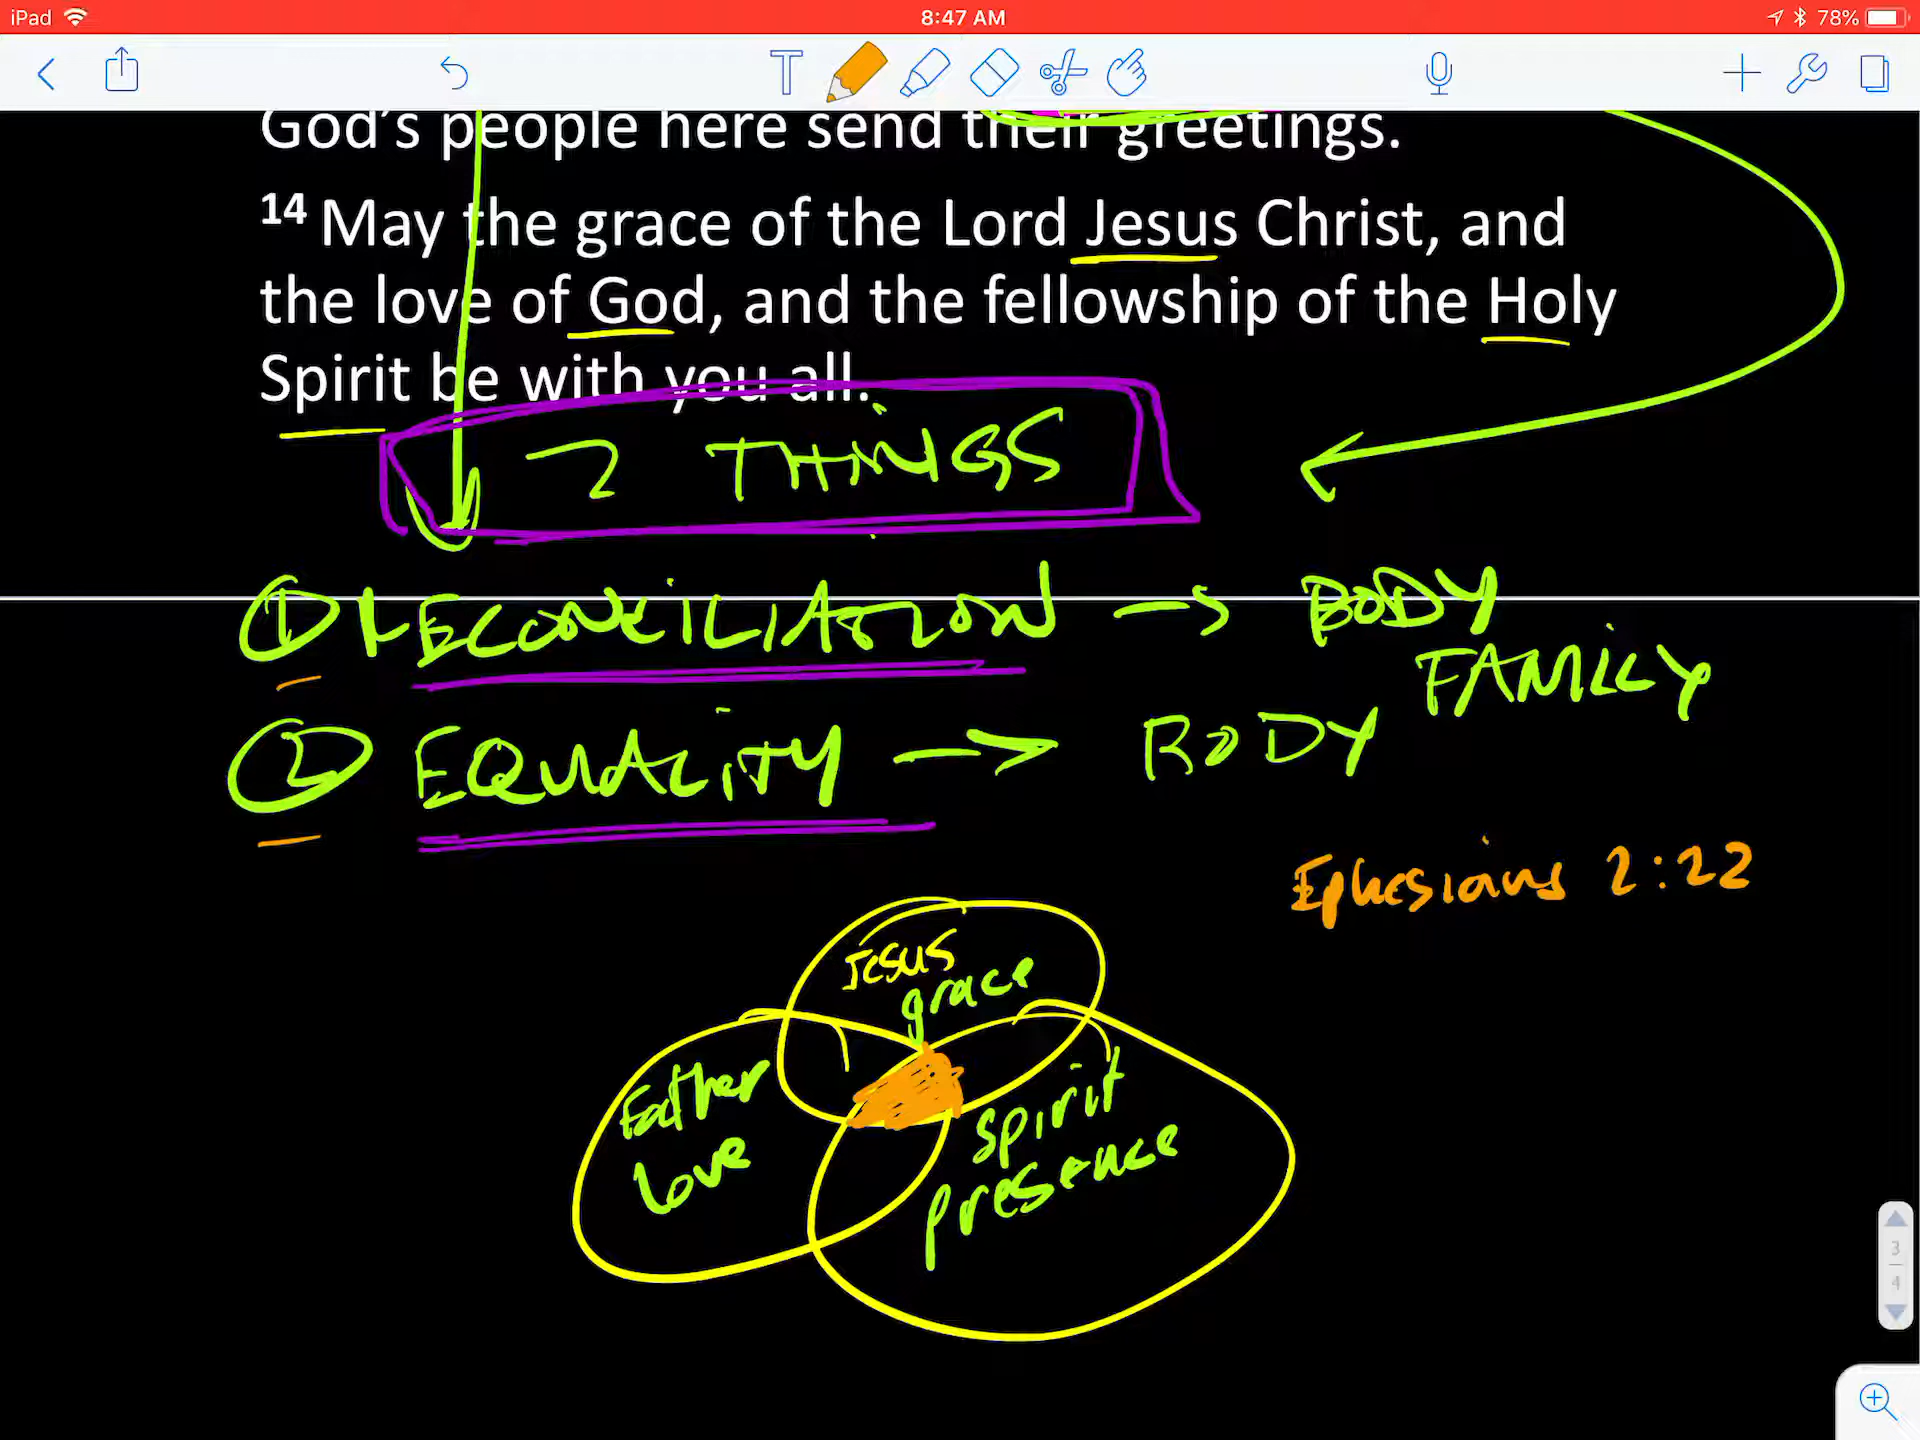 iPad 8:47 AM 78%
T
God's people here send their greetings.
14 May the grace of the Lord Jesus Christ, and
the love of God, and the fellowship of the Holy
Spirit be with you all.
2 THINGS
1 RECONCILIATION → BODY
FAMILY
2 EQUALITY → BODY
Ephesians 2:22
Jesus
grace
Father
love
spirit
presence
3
4